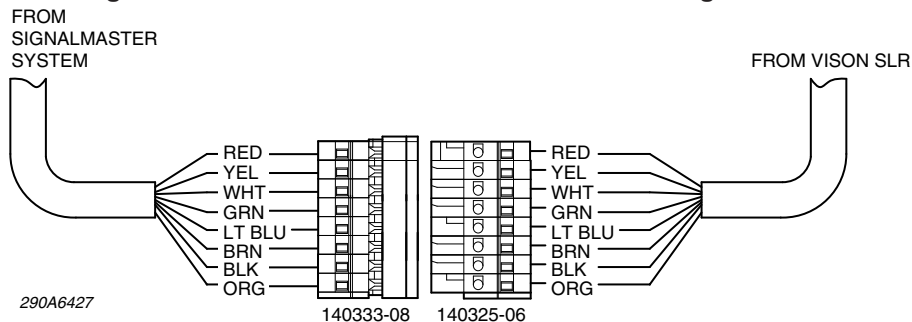 FROM
SIGNALMASTER
SYSTEM
FROM VISON SLR
RED
YEL
WHT
GRN
LT BLU
BRN
BLK
ORG
RED
YEL
WHT
GRN
LT BLU
BRN
BLK
ORG
290A6427
140333-08 140325-06